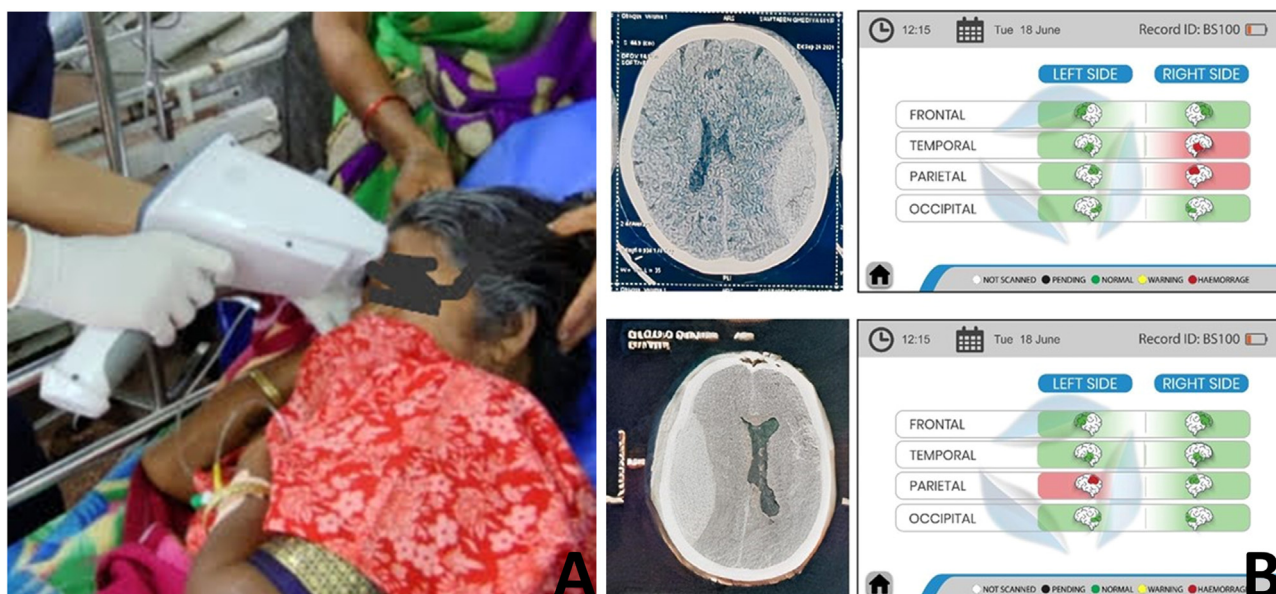 A
12:15 Tue 18 June Record ID: BS100
LEFT SIDE RIGHT SIDE
FRONTAL
TEMPORAL
PARIETAL
OCCIPITAL
NOT SCANNED PENDING NORMAL WARNING HAEMORRAGE
12:15 Tue 18 June Record ID: BS100
LEFT SIDE RIGHT SIDE
FRONTAL
TEMPORAL
PARIETAL
OCCIPITAL
NOT SCANNED PENDING NORMAL WARNING HAEMORRAGE
B